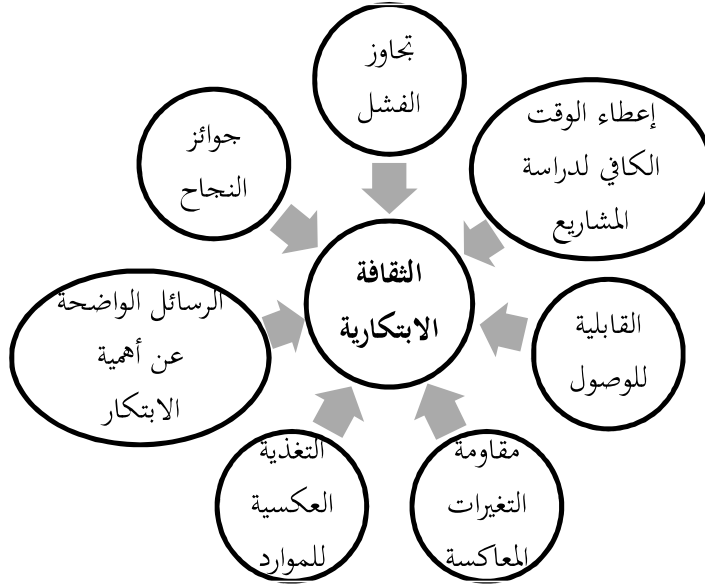 تجاوز
الفشل
إعطاء الوقت
الكافي لدراسة
المشاريع
القابلية
للوصول
مقاومة
التغيرات
المعاكسة
التغذية
العكسية
للموارد
الرسائل الواضحة
عن أهمية
الابتكار
جوائز
النجاح
الثقافة
الابتكارية